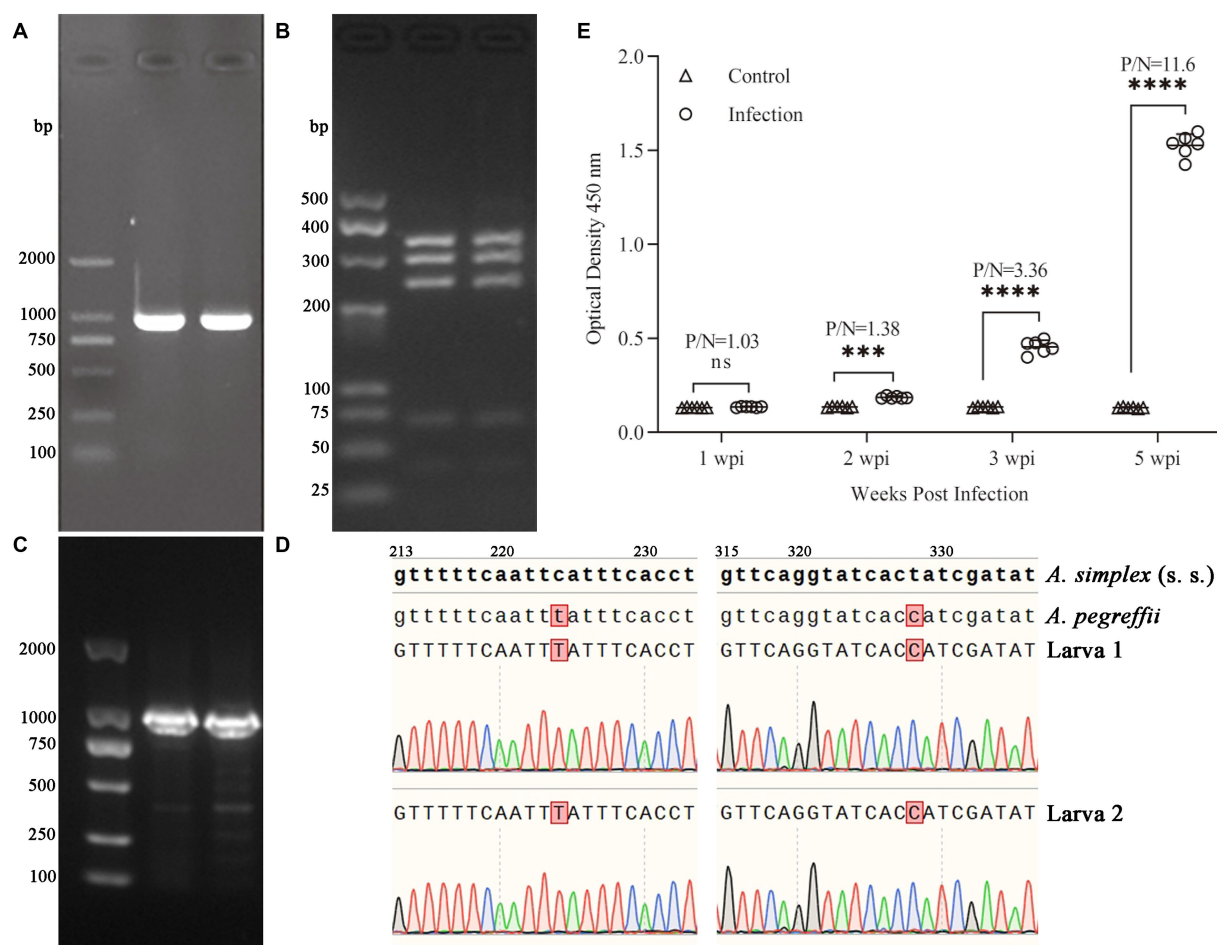 A
bp
2000
1000
750
500
250
100
B
bp
500
400
300
200
100
75
50
25
E
2.0
1.5
1.0
0.5
0.0
Optical Density 450 nm
Control
Infection
P/N=1.03
ns
P/N=1.38
***
P/N=3.36
****
P/N=11.6
****
1 wpi 2 wpi 3 wpi 5 wpi
Weeks Post Infection
C
2000
1000
750
500
250
100
D
213 220 230 315 320 330
gtttttcaattcatttcacct gttcaggtatcactatcgatat A. simplex (s. s.)
gtttttcaatttatttcacct gttcaggtatcaccatcgatat A. pegreffii
GTTTTTCAATTTATTTCACCT GTTCAGGTATCACCATCGATAT Larva 1
GTTTTTCAATTTATTTCACCT GTTCAGGTATCACCATCGATAT Larva 2